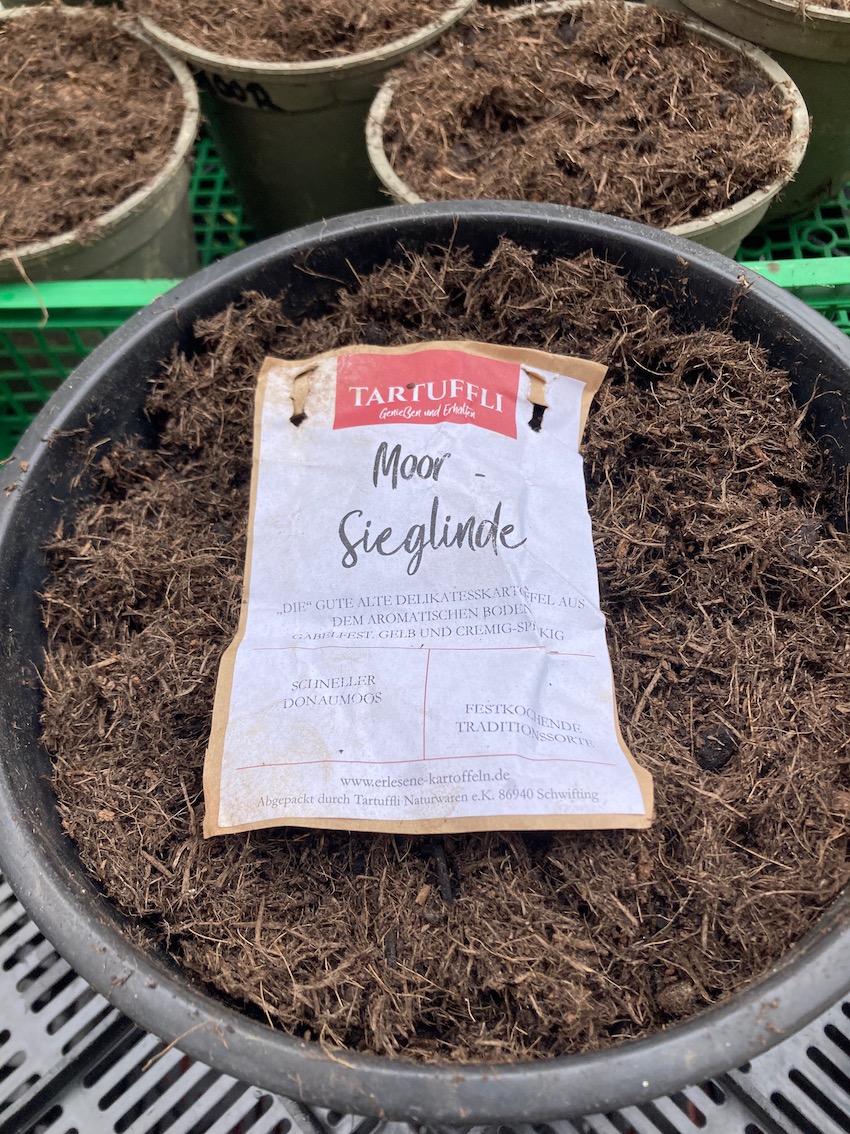 TARTUFFLI
Genießen und Erhalten
Moor -
Sieglinde
„DIE“ GUTE ALTE DELIKATESSKARTOFFEL AUS
DEM AROMATISCHEN BODEN
GABELFEST, GELB UND CREMIG-SPECKIG
SCHNELLER
DONAUMOOS
FESTKOCHENDE
TRADITIONSSORTE
www.erlesene-kartoffeln.de
Abgepackt durch Tartuffli Naturwaren e.K. 86940 Schwifting